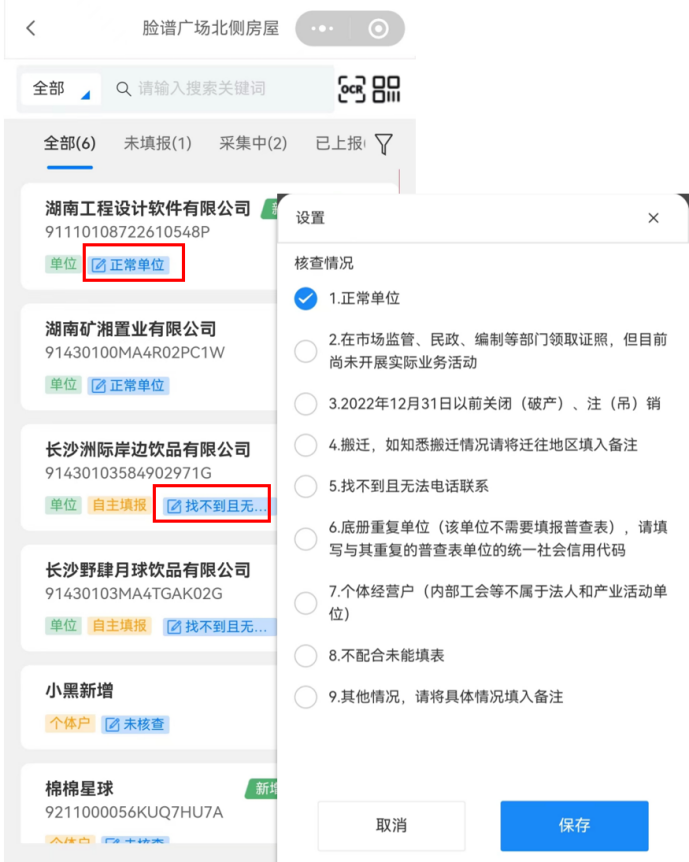 脸谱广场北侧房屋
全部
请输入搜索关键词
OCR
全部(6) 未填报(1) 采集中(2) 已上报
湖南工程设计软件有限公司
91110108722610548P
单位 正常单位
湖南矿湘置业有限公司
91430100MA4R02PC1W
单位 正常单位
长沙洲际岸边饮品有限公司
91430103584902971G
单位 自主填报 找不到且无...
长沙野肆月球饮品有限公司
91430103MA4TGAK02G
单位 自主填报 找不到且无...
小黑新增
个体户 未核查
棉棉星球 新增
9211000056KUQ7HU7A
个体户 未核查
设置
核查情况
1.正常单位
2.在市场监管、民政、编制等部门领取证照，但目前
尚未开展实际业务活动
3.2022年12月31日以前关闭（破产）、注（吊）销
4.搬迁，如知悉搬迁情况请将迁往地区填入备注
5.找不到且无法电话联系
6.底册重复单位（该单位不需要填报普查表），请填
写与其重复的普查表单位的统一社会信用代码
7.个体经营户（内部工会等不属于法人和产业活动单
位）
8.不配合未能填表
9.其他情况，请将具体情况填入备注
取消
保存